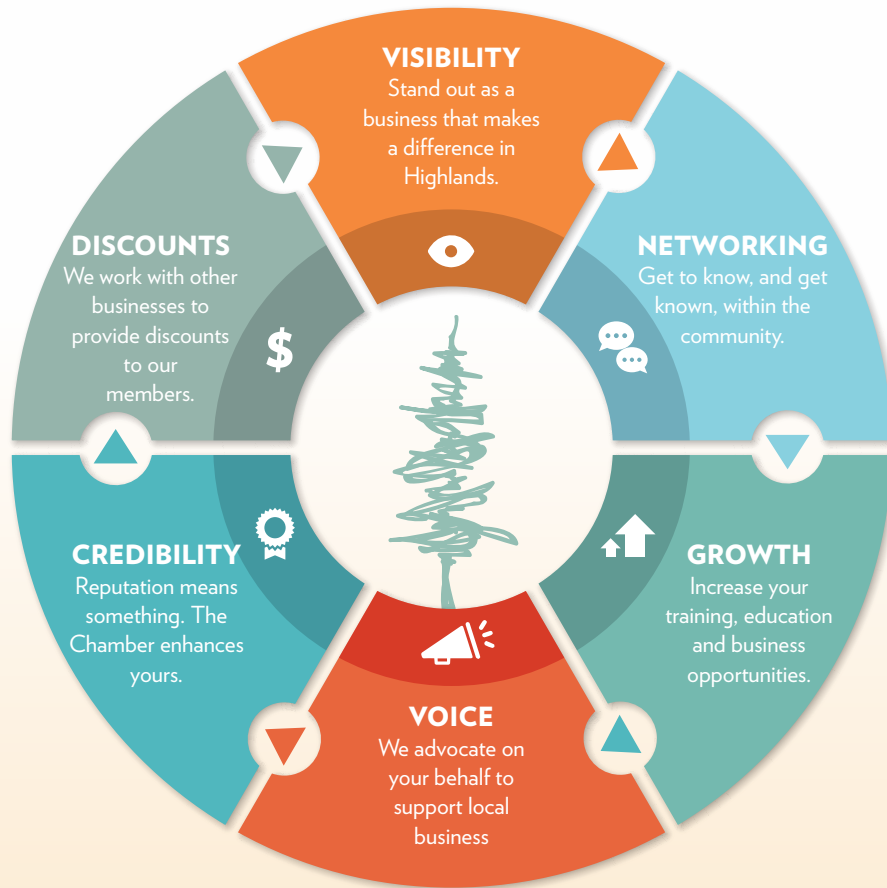 VISIBILITY
Stand out as a
business that makes
a difference in
Highlands.
NETWORKING
Get to know, and get
known, within the
community.
GROWTH
Increase your
training, education
and business
opportunities.
VOICE
We advocate on
your behalf to
support local
business
CREDIBILITY
Reputation means
something. The
Chamber enhances
yours.
DISCOUNTS
We work with other
businesses to
provide discounts
to our
members.
$